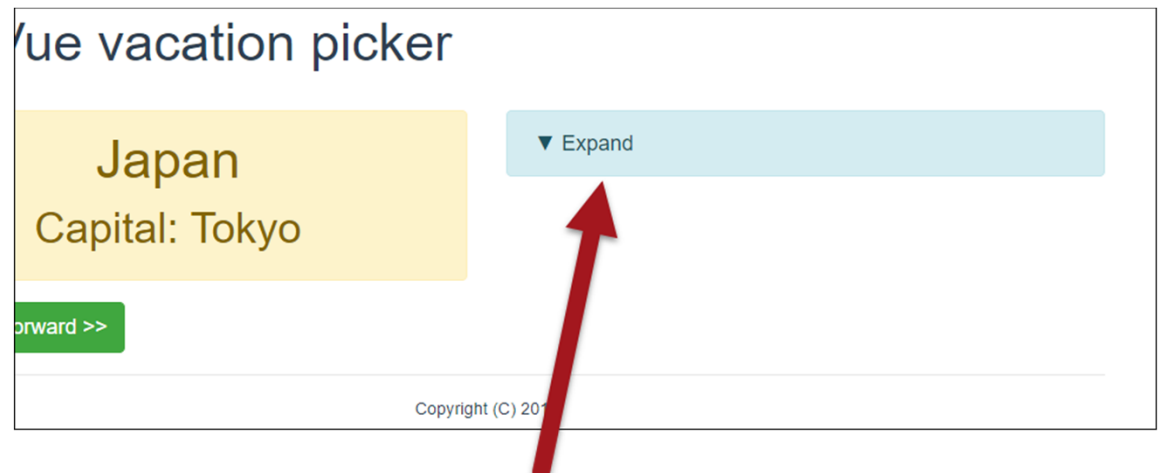 Vue vacation picker
Japan
Capital: Tokyo
▼ Expand
orward >>
Copyright (C) 201